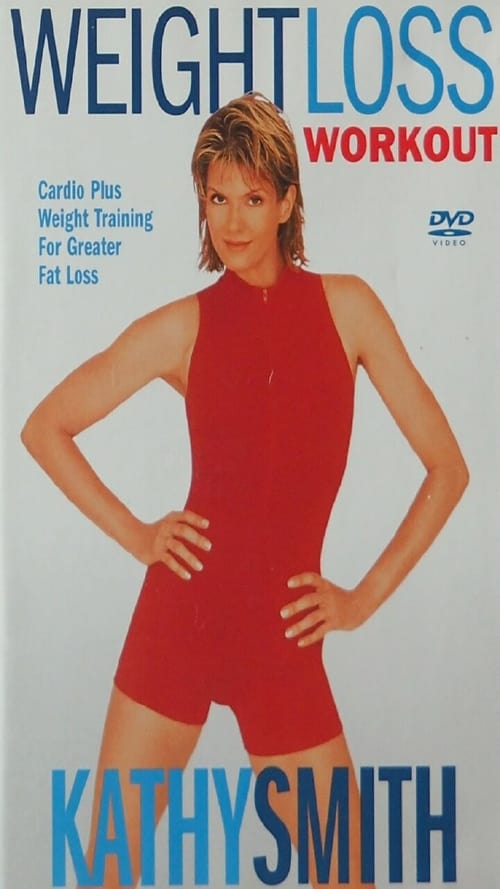 WEIGHTLOSS
WORKOUT
Cardio Plus
Weight Training
For Greater
Fat Loss
DVD
VIDEO
KATHYSMITH